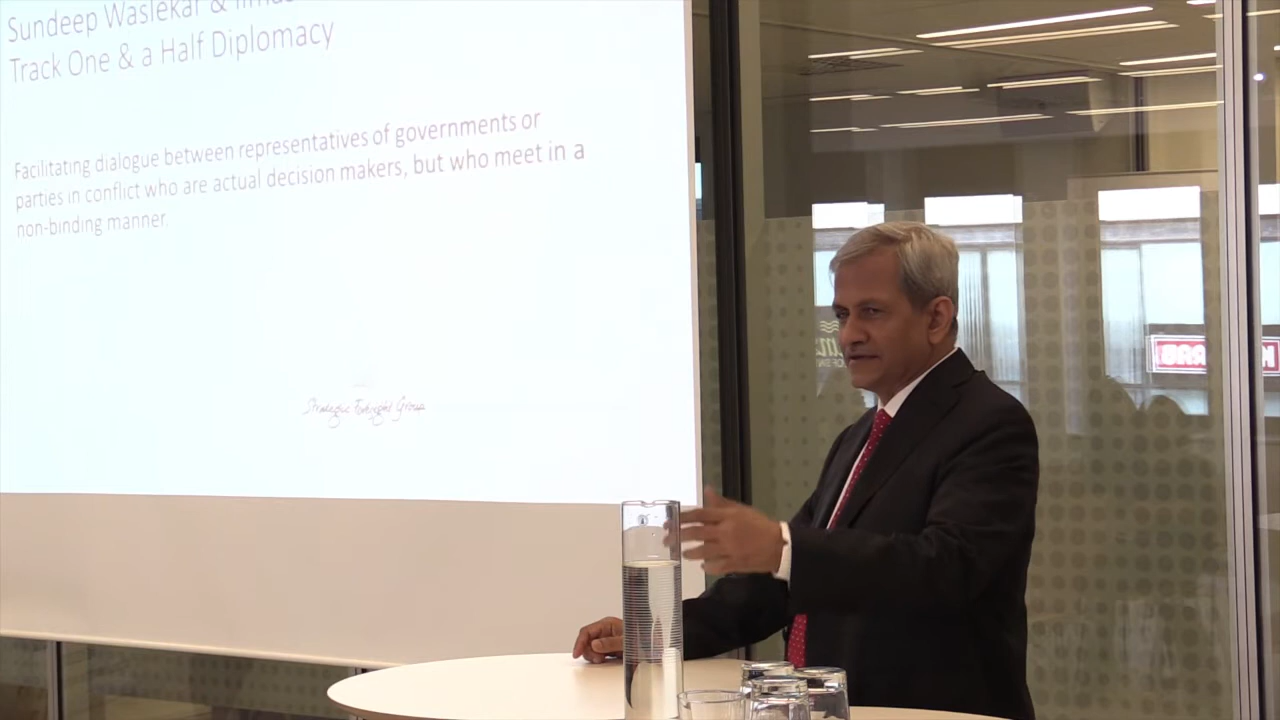 Sundeep Waslekar &
Track One & a Half Diplomacy
Facilitating dialogue between representatives of governments or
parties in conflict who are actual decision makers, but who meet in a
non-binding manner.
Strategic Foresight Group